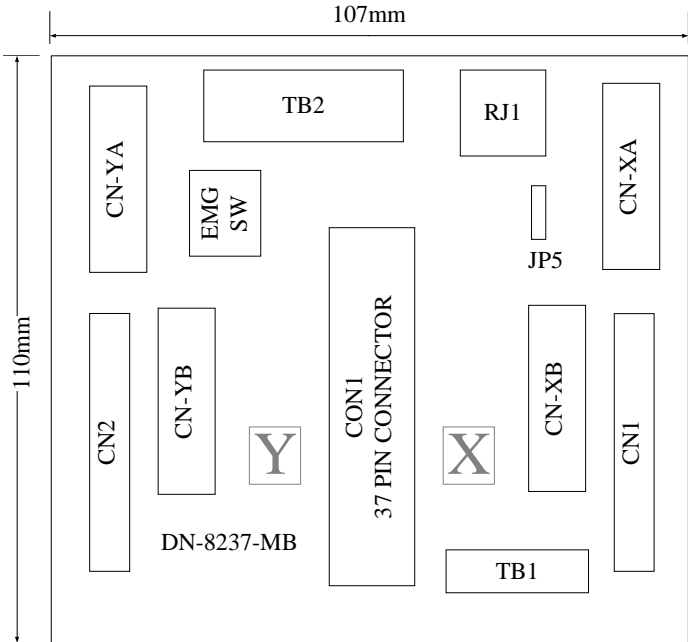 107mm
TB2
RJ1
CN-YA
CN-XA
EMG
SW
JP5
110mm
CON1
37 PIN CONNECTOR
CN-YB
CN-XB
CN2
CN1
Y
X
DN-8237-MB
TB1